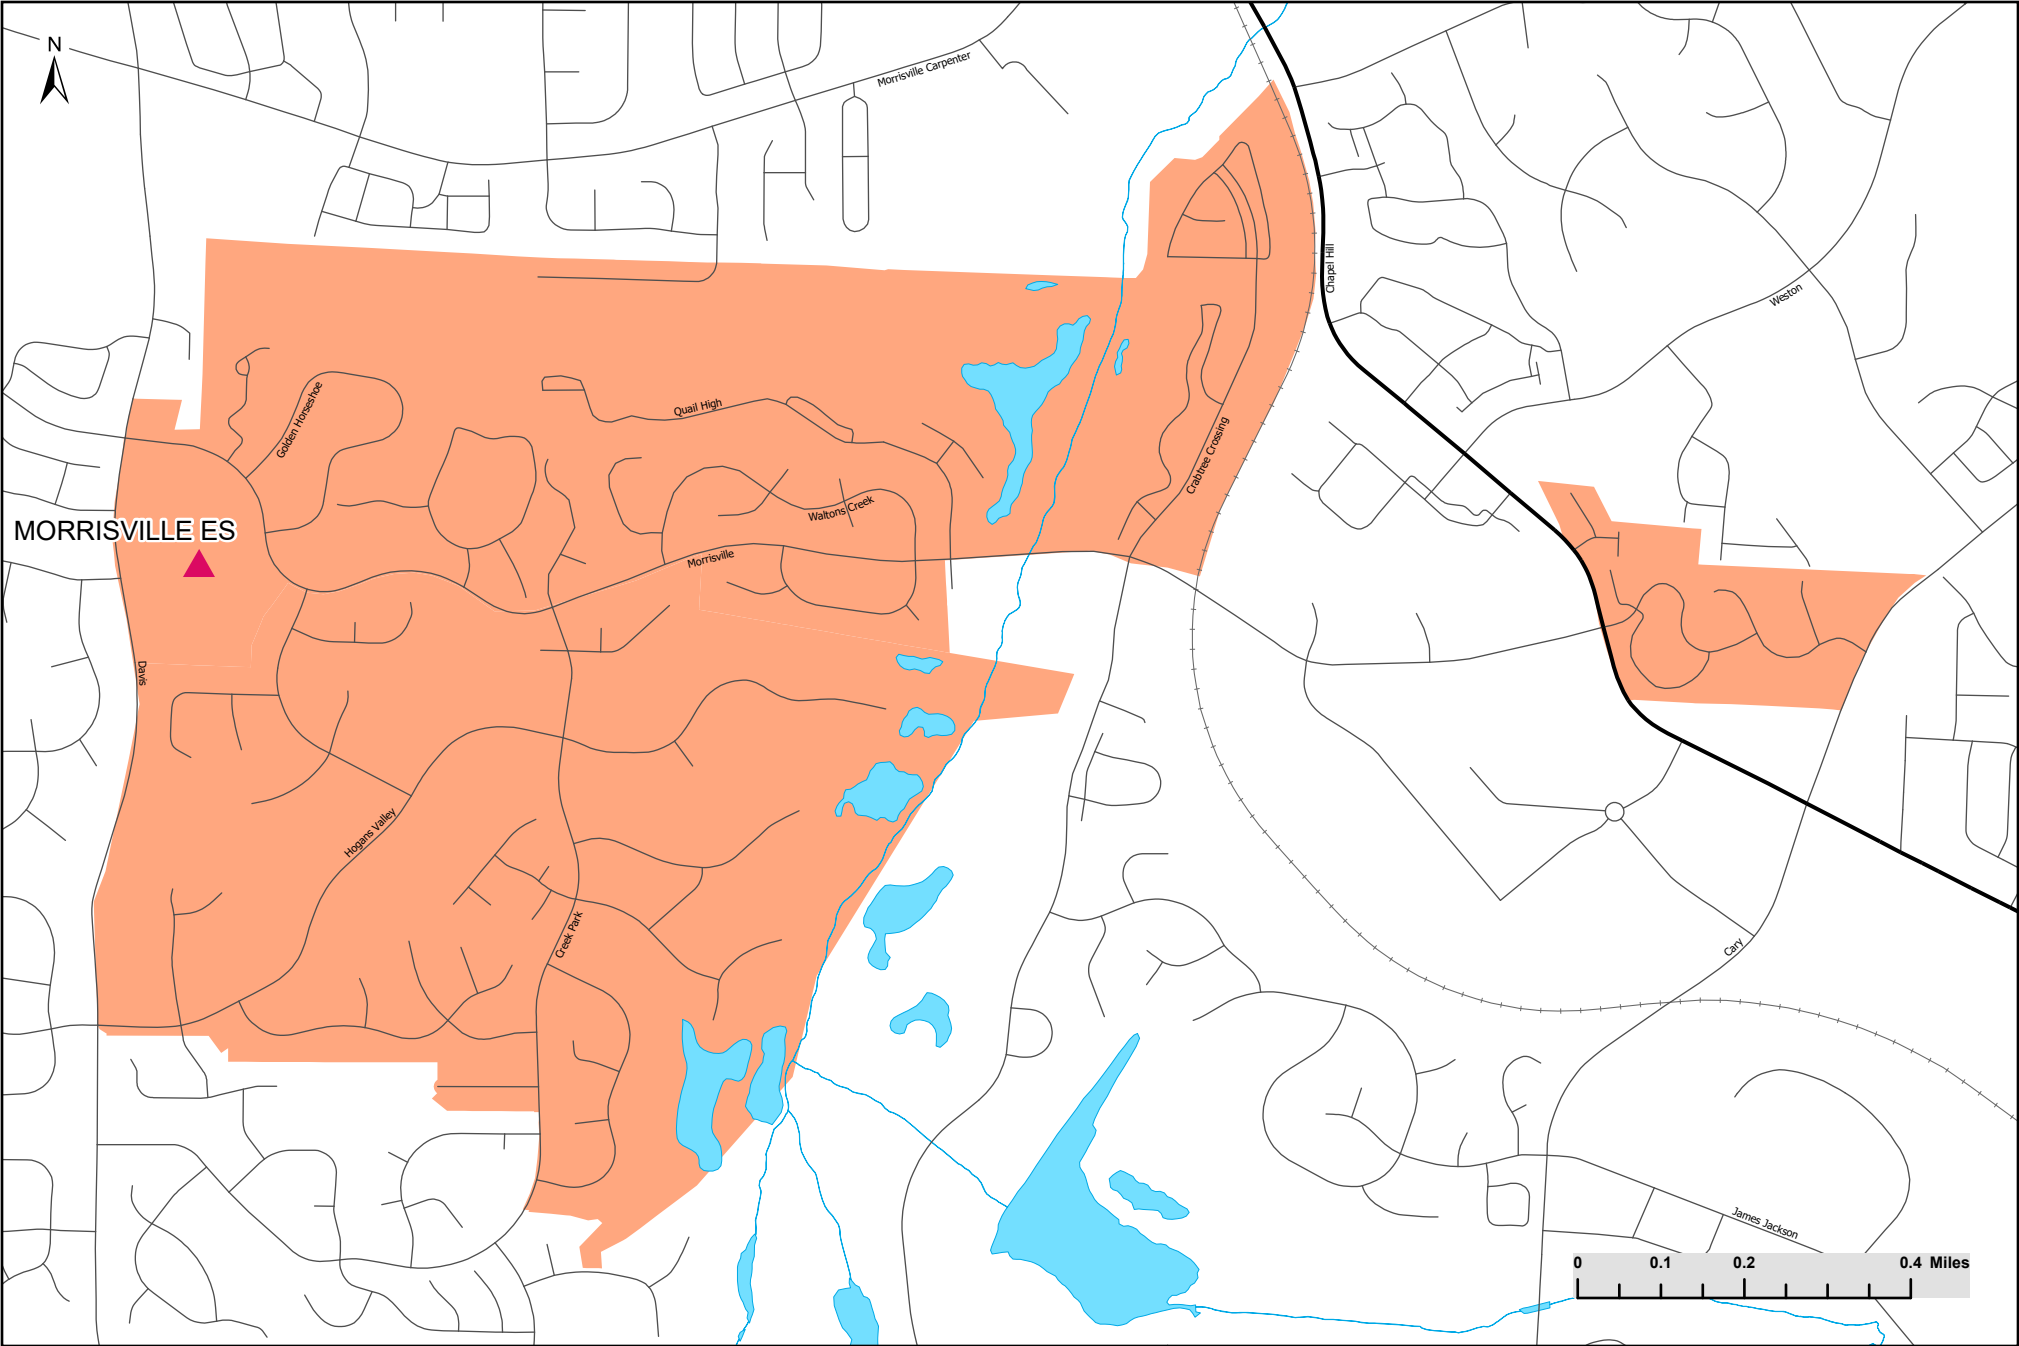 N
Morrisville Carpenter
Chapel Hill
Weston
Golden Horseshoe
Quail High
Crabtree Crossing
Waltons Creek
MORRISVILLE ES
Morrisville
Davis
Hogans Valley
Creek Park
Cary
James Jackson
0 0.1 0.2 0.4 Miles